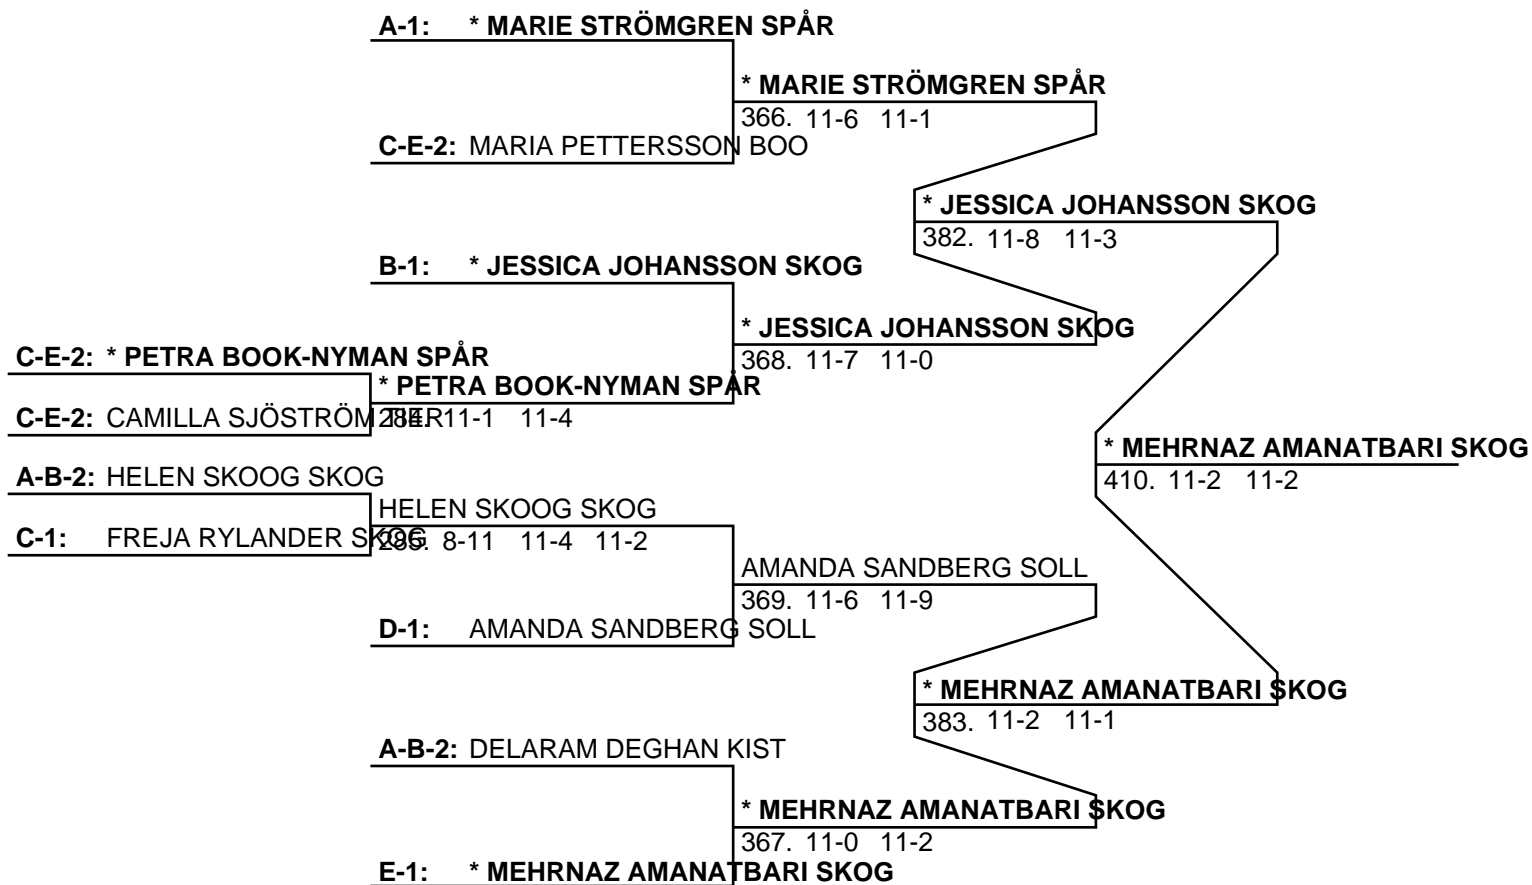 A-1: * MARIE STRÖMGREN SPÅR
* MARIE STRÖMGREN SPÅR
366. 11-6 11-1
C-E-2: MARIA PETTERSSON BOO
* JESSICA JOHANSSON SKOG
382. 11-8 11-3
B-1: * JESSICA JOHANSSON SKOG
* JESSICA JOHANSSON SKOG
368. 11-7 11-0
C-E-2: * PETRA BOOK-NYMAN SPÅR
* PETRA BOOK-NYMAN SPÅR
C-E-2: CAMILLA SJÖSTRÖM TIER
284. 11-1 11-4
* MEHRNAZ AMANATBARI SKOG
410. 11-2 11-2
A-B-2: HELEN SKOOG SKOG
HELEN SKOOG SKOG
C-1: FREJA RYLANDER SKOG
285. 8-11 11-4 11-2
AMANDA SANDBERG SOLL
369. 11-6 11-9
D-1: AMANDA SANDBERG SOLL
* MEHRNAZ AMANATBARI SKOG
383. 11-2 11-1
A-B-2: DELARAM DEGHAN KIST
* MEHRNAZ AMANATBARI SKOG
367. 11-0 11-2
E-1: * MEHRNAZ AMANATBARI SKOG